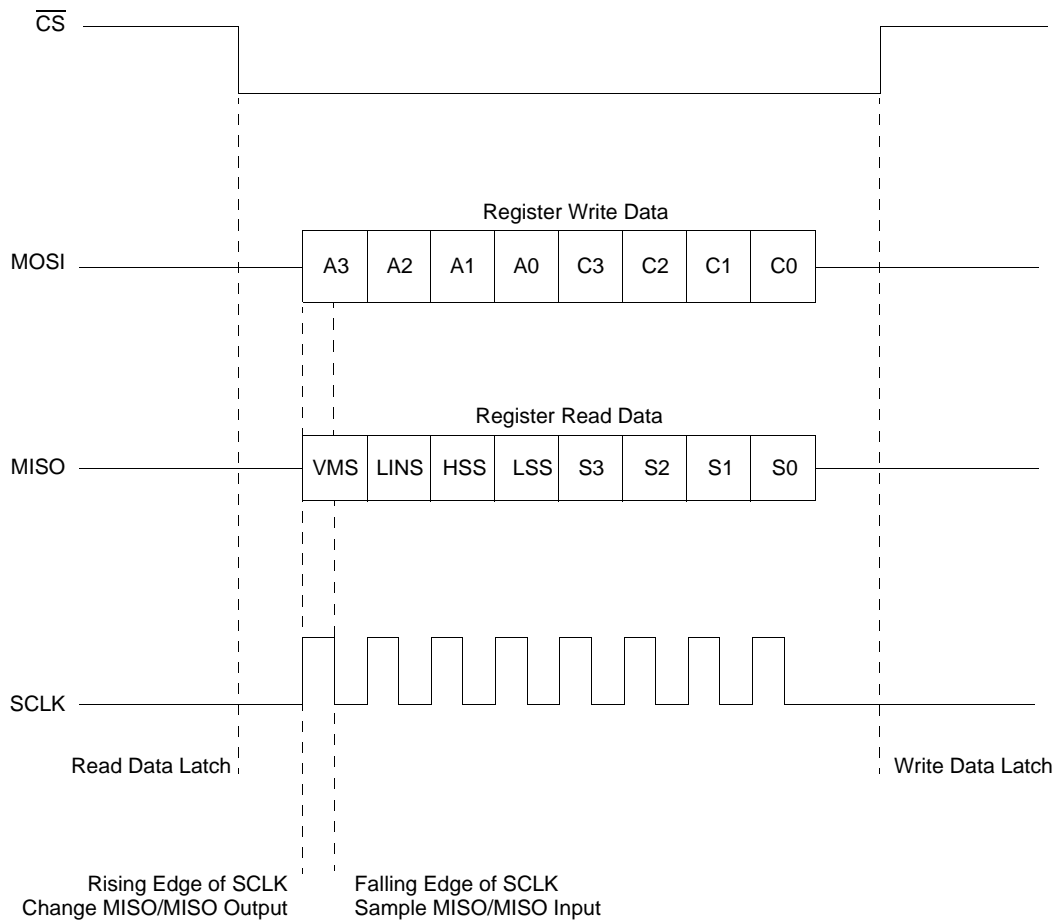 CS
Register Write Data
MOSI
A3 A2 A1 A0 C3 C2 C1 C0
Register Read Data
MISO
VMS LINS HSS LSS S3 S2 S1 S0
SCLK
Read Data Latch
Write Data Latch
Rising Edge of SCLK
Change MISO/MISO Output
Falling Edge of SCLK
Sample MISO/MISO Input